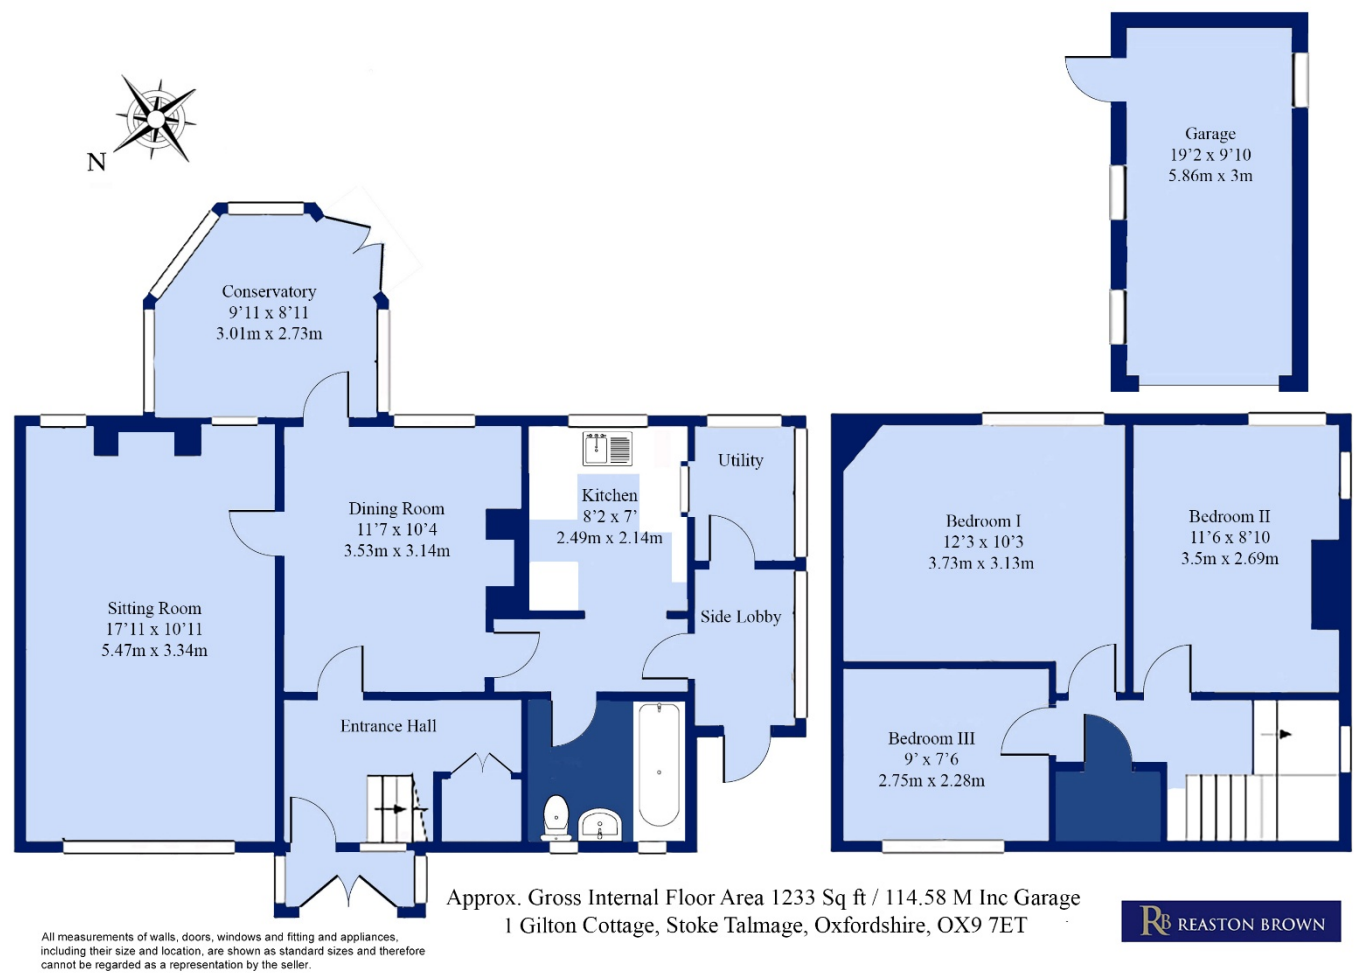 N
Garage
19’2 x 9’10
5.86m x 3m
Conservatory
9’11 x 8’11
3.01m x 2.73m
Utility
Kitchen
8’2 x 7’
2.49m x 2.14m
Dining Room
11’7 x 10’4
3.53m x 3.14m
Bedroom I
12’3 x 10’3
3.73m x 3.13m
Bedroom II
11’6 x 8’10
3.5m x 2.69m
Sitting Room
17’11 x 10’11
5.47m x 3.34m
Side Lobby
Entrance Hall
Bedroom III
9’ x 7’6
2.75m x 2.28m
Approx. Gross Internal Floor Area 1233 Sq ft / 114.58 M Inc Garage
1 Gilton Cottage, Stoke Talmage, Oxfordshire, OX9 7ET
RB REASTON BROWN
All measurements of walls, doors, windows and fitting and appliances,
including their size and location, are shown as standard sizes and therefore
cannot be regarded as a representation by the seller.